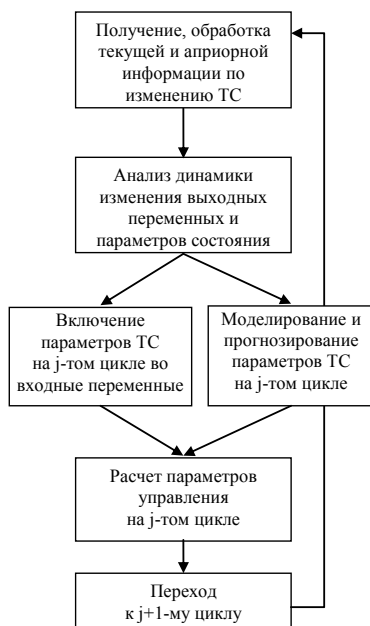 Получение, обработка
текущей и априорной
информации по
изменению ТС
Анализ динамики
изменения выходных
переменных и
параметров состояния
Включение
параметров ТС
на j-том цикле во
входные переменные
Моделирование и
прогнозирование
параметров ТС
на j-том цикле
Расчет параметров
управления
на j-том цикле
Переход
к j+1-му циклу